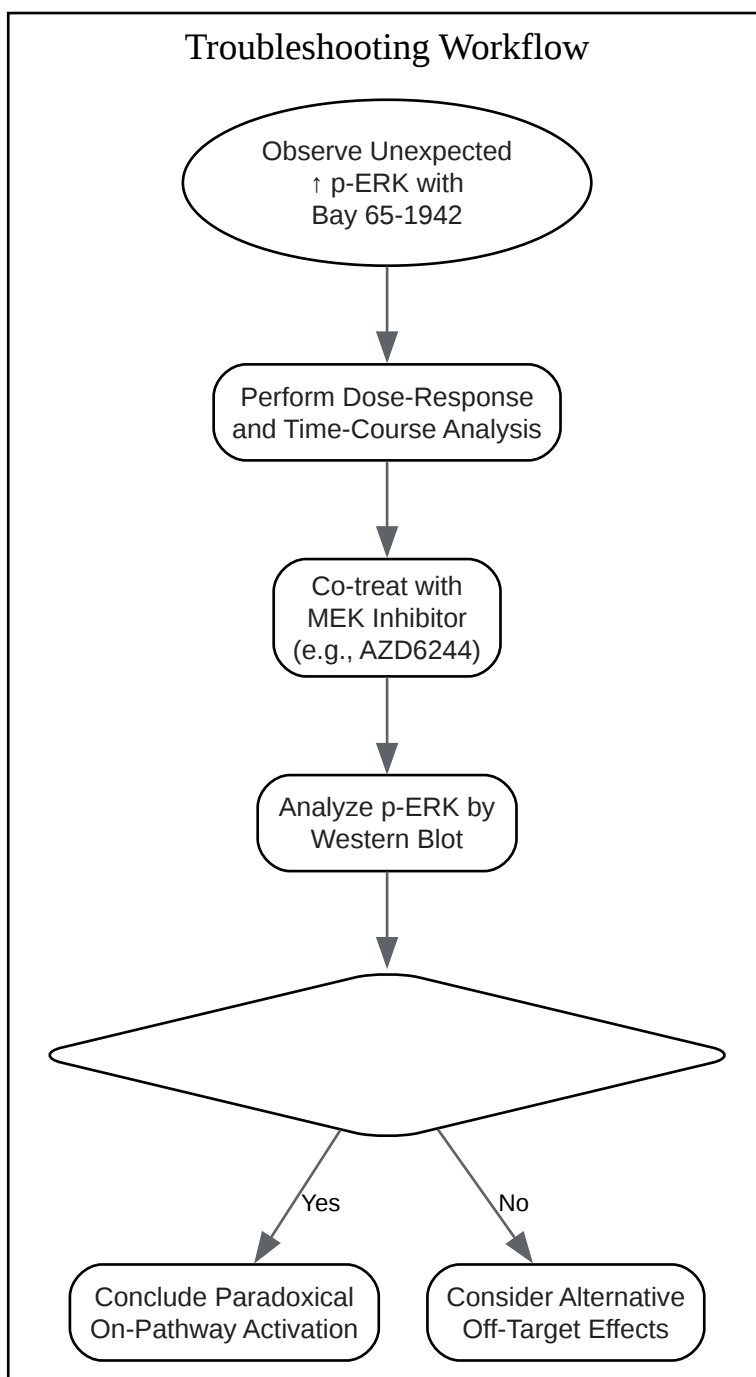 Troubleshooting Workflow
Observe Unexpected
↑ p-ERK with
Bay 65-1942
Perform Dose-Response
and Time-Course Analysis
Co-treat with
MEK Inhibitor
(e.g., AZD6244)
Analyze p-ERK by
Western Blot
Yes
No
Conclude Paradoxical
On-Pathway Activation
Consider Alternative
Off-Target Effects